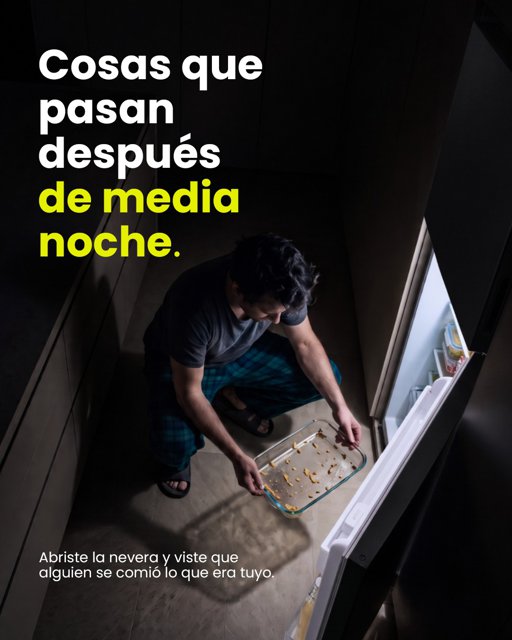 Cosas que
pasan
después
de media
noche.
Abriste la nevera y viste que
alguien se comió lo que era tuyo.